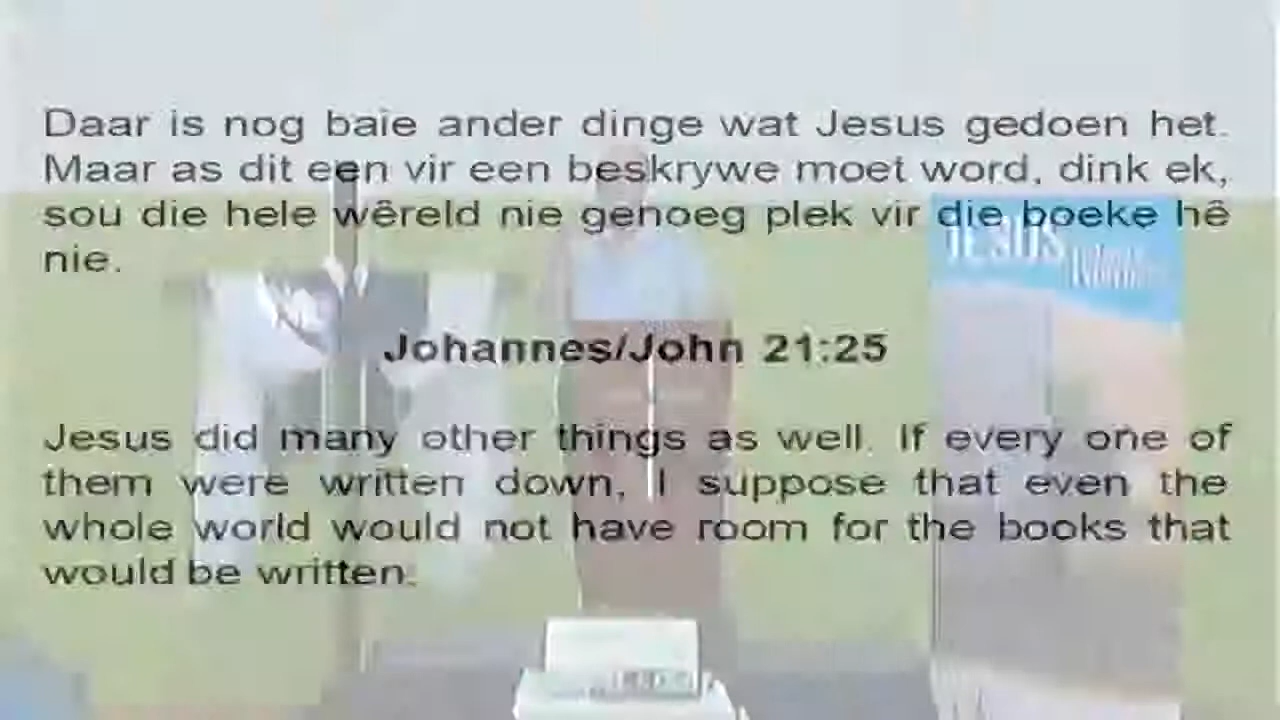 Daar is nog baie ander dinge wat Jesus gedoen het.
Maar as dit een vir een beskrywe moet word, dink ek,
sou die hele wêreld nie genoeg plek vir die boeke hê
nie.
Johannes/John 21:25
JESUS
Jesus did many other things as well. If every one of
them were written down, I suppose that even the
whole world would not have room for the books that
would be written.